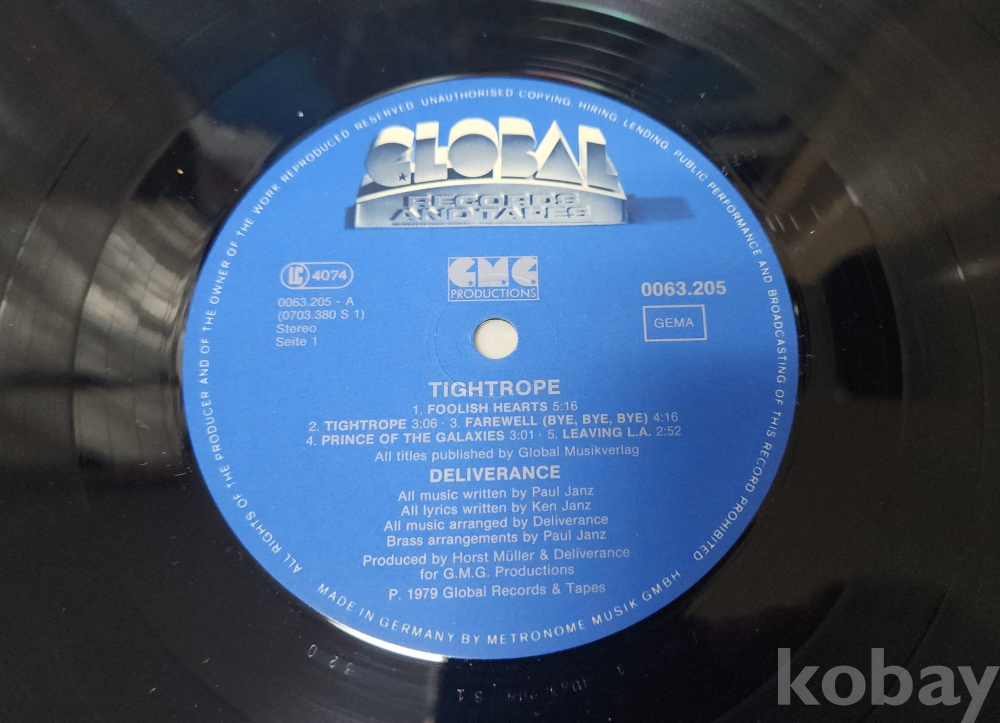 ALL RIGHTS OF THE PRODUCER AND OF THE OWNER OF THE WORK REPRODUCED RESERVED UNAUTHORISED COPYING, HIRING, LENDING, PUBLIC PERFORMANCE AND BROADCASTING OF THIS RECORD PROHIBITED
GLOBAL
RECORDS
AND TAPES
LC 4074
GMG
PRODUCTIONS
0063.205 - A
(0703.380 S 1)
Stereo
Seite 1
0063.205
GEMA
TIGHTROPE
1. FOOLISH HEARTS 5:16
2. TIGHTROPE 3:06 · 3. FAREWELL (BYE, BYE, BYE) 4:16
4. PRINCE OF THE GALAXIES 3:01 · 5. LEAVING L.A. 2:52
All titles published by Global Musikverlag
DELIVERANCE
All music written by Paul Janz
All lyrics written by Ken Janz
All music arranged by Deliverance
Brass arrangements by Paul Janz
Produced by Horst Müller & Deliverance
for G.M.G. Productions
P. 1979 Global Records & Tapes
MADE IN GERMANY BY METRONOME MUSIK GMBH
320
kobay